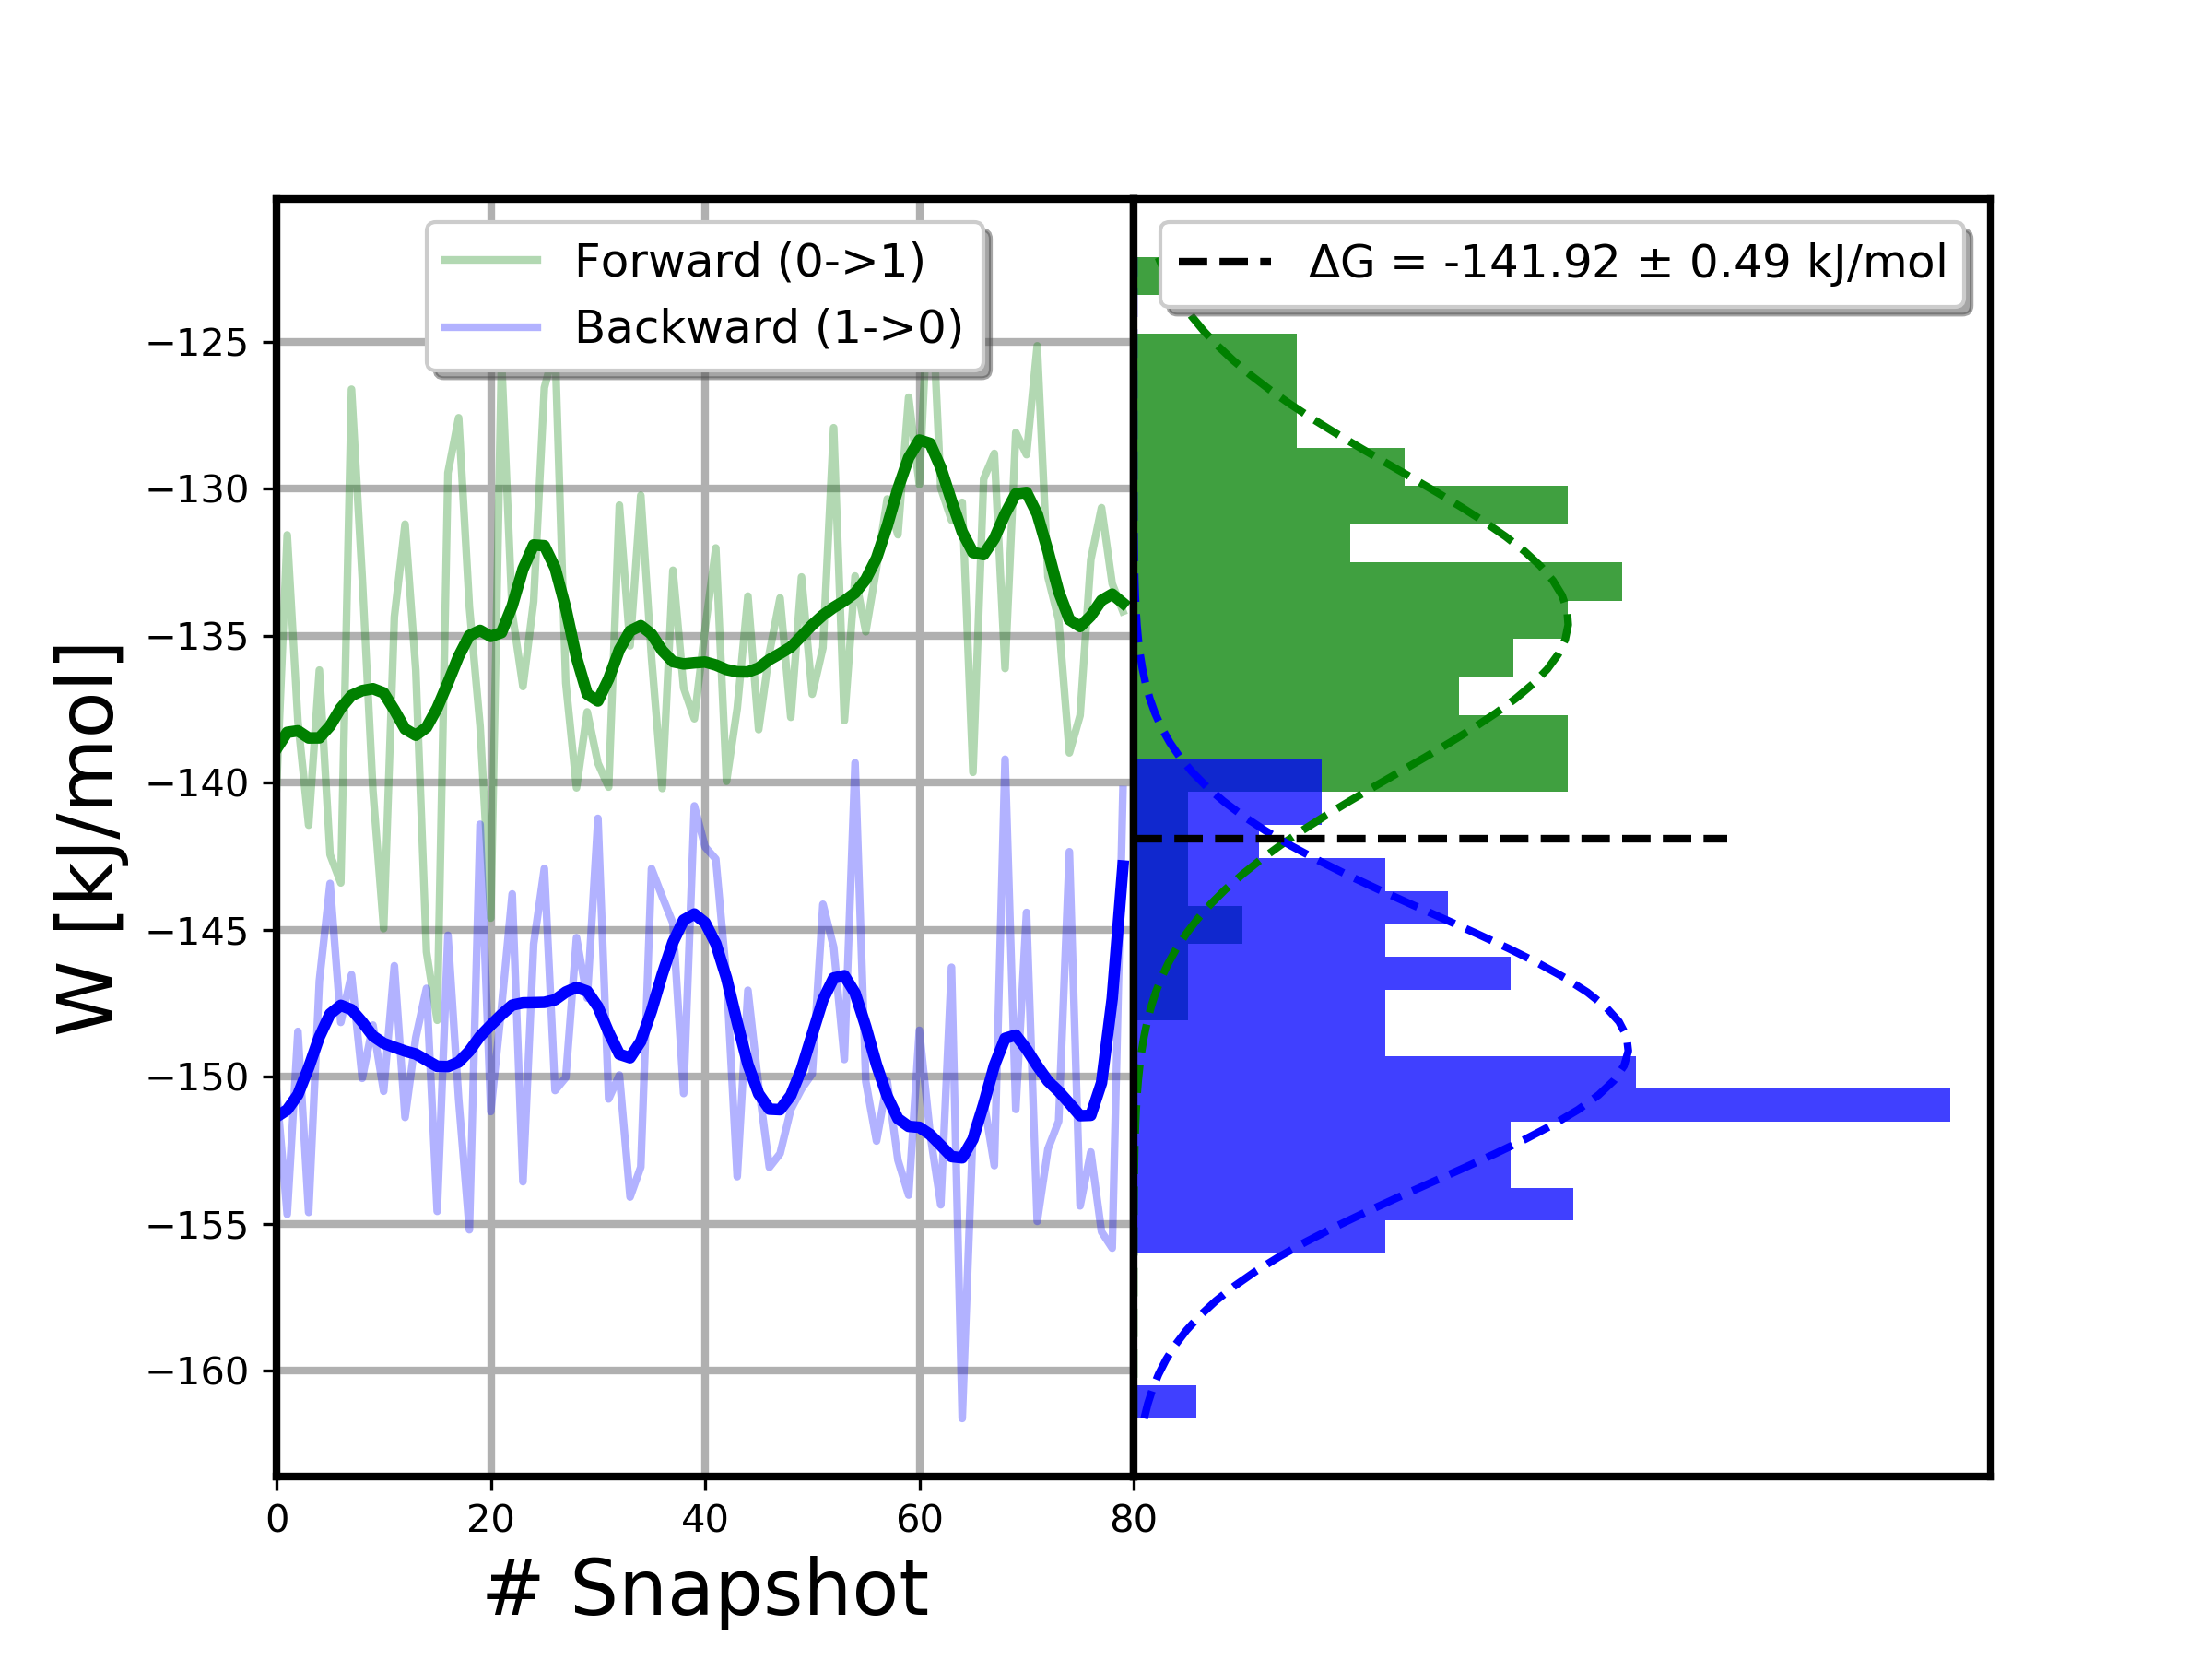 Forward (0->1)
Backward (1->0)
ΔG = -141.92 ± 0.49 kJ/mol
W [kJ/mol]
−125
−130
−135
−140
−145
−150
−155
−160
0 20 40 60 80
# Snapshot